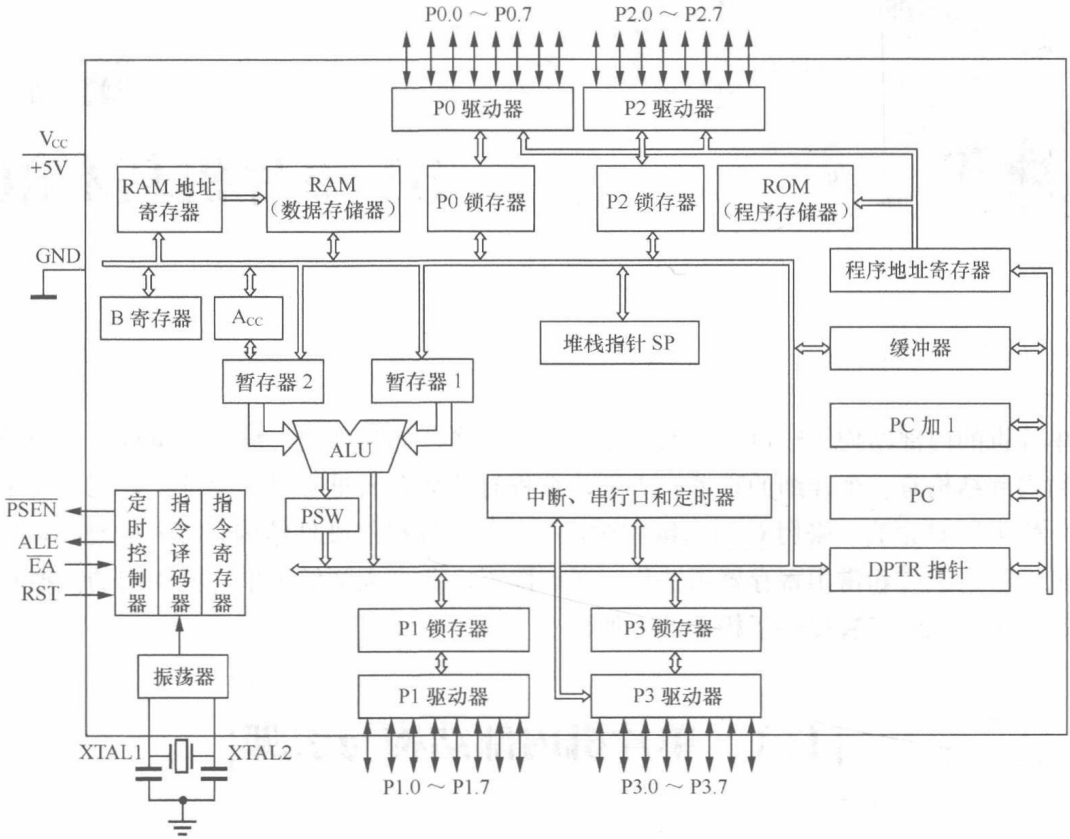 P0.0 ~ P0.7
P2.0 ~ P2.7
P0 驱动器
P2 驱动器
VCC
+5V
RAM 地址
寄存器
RAM
(数据存储器)
P0 锁存器
P2 锁存器
ROM
(程序存储器)
GND
程序地址寄存器
B 寄存器
ACC
堆栈指针 SP
缓冲器
暂存器 2
暂存器 1
PC 加 1
ALU
PSEN
ALE
EA
RST
定时控制器
指令译码器
指令寄存器
PSW
中断、串行口和定时器
PC
DPTR 指针
P1 锁存器
P3 锁存器
振荡器
P1 驱动器
P3 驱动器
XTAL1
XTAL2
P1.0 ~ P1.7
P3.0 ~ P3.7